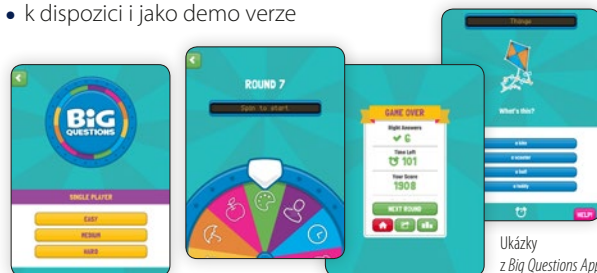 • k dispozici i jako demo verze
BiG
QUESTIONS
SINGLE PLAYER
EASY
MEDIUM
HARD
ROUND 7
Spin to start
GAME OVER
Right Answers
6
Time Left
101
Your Score
1908
NEXT ROUND
Things
What's this?
a kite
a scooter
a ball
a teddy
HELP!
Ukázky
z Big Questions App